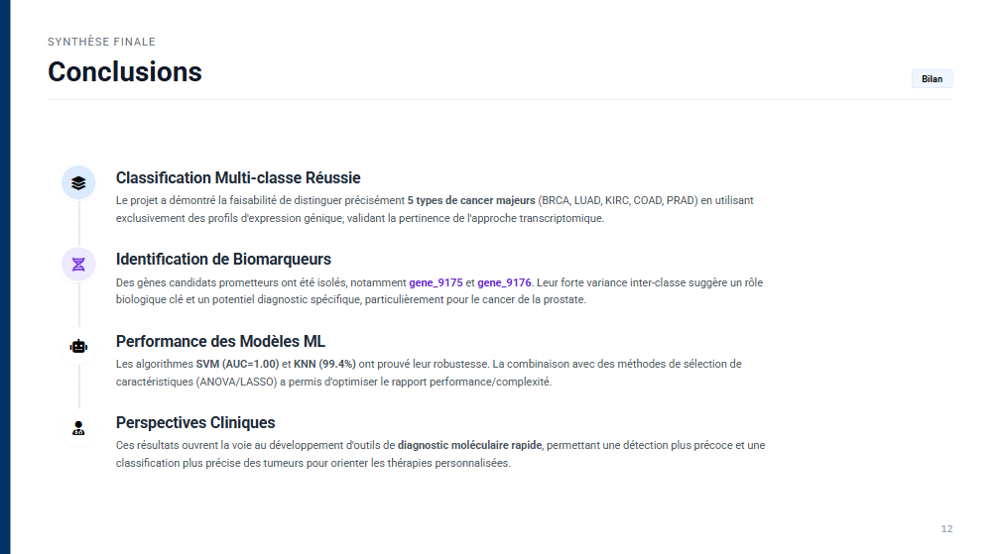 SYNTHÈSE FINALE
Conclusions
Bilan
Classification Multi-classe Réussie
Le projet a démontré la faisabilité de distinguer précisément 5 types de cancer majeurs (BRCA, LUAD, KIRC, COAD, PRAD) en utilisant
exclusivement des profils d'expression génique, validant la pertinence de l'approche transcriptomique.
Identification de Biomarqueurs
Des gènes candidats prometteurs ont été isolés, notamment gene_9175 et gene_9176. Leur forte variance inter-classe suggère un rôle
biologique clé et un potentiel diagnostic spécifique, particulièrement pour le cancer de la prostate.
Performance des Modèles ML
Les algorithmes SVM (AUC=1.00) et KNN (99.4%) ont prouvé leur robustesse. La combinaison avec des méthodes de sélection de
caractéristiques (ANOVA/LASSO) a permis d'optimiser le rapport performance/complexité.
Perspectives Cliniques
Ces résultats ouvrent la voie au développement d'outils de diagnostic moléculaire rapide, permettant une détection plus précoce et une
classification plus précise des tumeurs pour orienter les thérapies personnalisées.
12